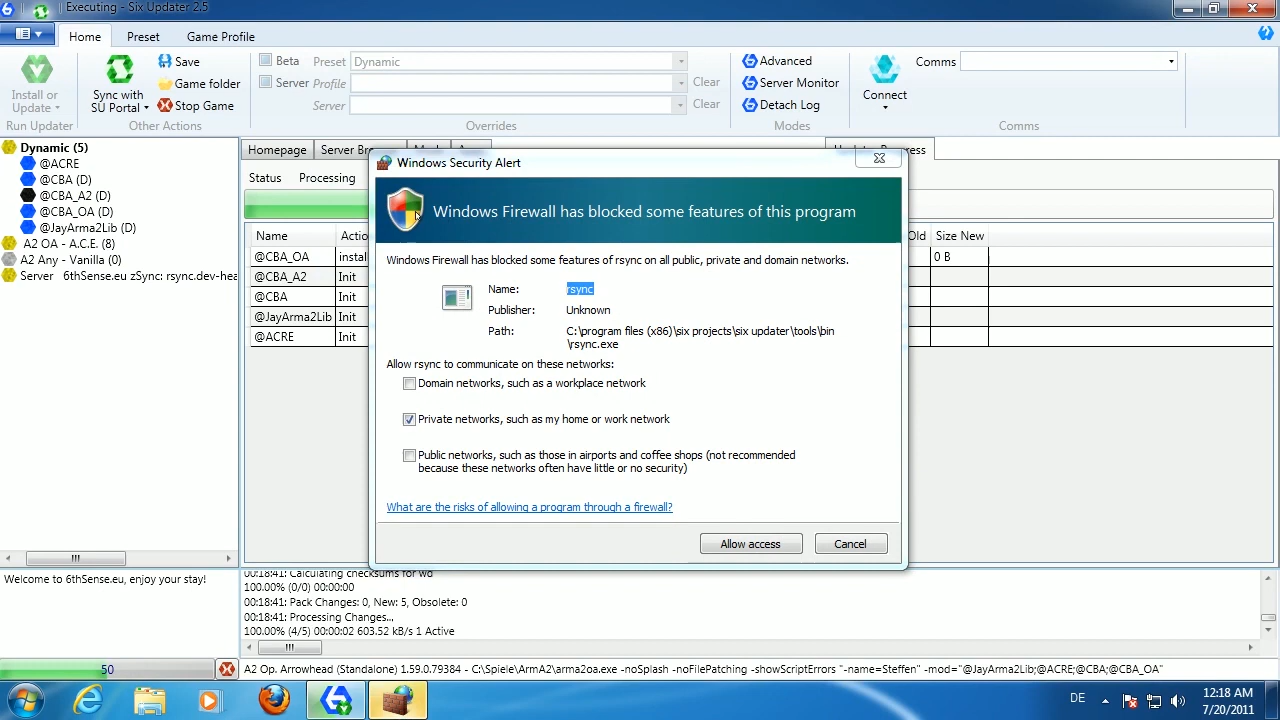 Executing - Six Updater 2.5
Home Preset Game Profile
Install or Update
Run Updater
Sync with SU Portal
Save
Game folder
Stop Game
Other Actions
Beta Preset Dynamic
Server Profile Clear
Server Clear
Overrides
Advanced
Server Monitor
Detach Log
Modes
Connect
Comms
Comms
Dynamic (5)
@ACRE
@CBA (D)
@CBA_A2 (D)
@CBA_OA (D)
@JayArma2Lib (D)
A2 OA - A.C.E. (8)
A2 Any - Vanilla (0)
Server 6thSense.eu zSync: rsync.dev-hea
Homepage Server Br
Status Processing
Name Actio Old Size New
@CBA_OA instal 0 B
@CBA_A2 Init
@CBA Init
@JayArma2Lib Init
@ACRE Init
Windows Security Alert
Windows Firewall has blocked some features of this program
Windows Firewall has blocked some features of rsync on all public, private and domain networks.
Name: rsync
Publisher: Unknown
Path: C:\program files (x86)\six projects\six updater\tools\bin
\rsync.exe
Allow rsync to communicate on these networks:
Domain networks, such as a workplace network
Private networks, such as my home or work network
Public networks, such as those in airports and coffee shops (not recommended
because these networks often have little or no security)
What are the risks of allowing a program through a firewall?
Allow access Cancel
Welcome to 6thSense.eu, enjoy your stay!
00:18:41: Calculating checksums for wd
100.00% (0/0) 00:00:00
00:18:41: Pack Changes: 0, New: 5, Obsolete: 0
00:18:41: Processing Changes...
100.00% (4/5) 00:00:02 603.52 kB/s 1 Active
50
A2 Op. Arrowhead (Standalone) 1.59.0.79384 - C:\Spiele\ArmA2\arma2oa.exe -noSplash -noFilePatching -showScriptErrors "-name=Steffen" -mod="@JayArma2Lib;@ACRE;@CBA;@CBA_OA"
DE
12:18 AM
7/20/2011